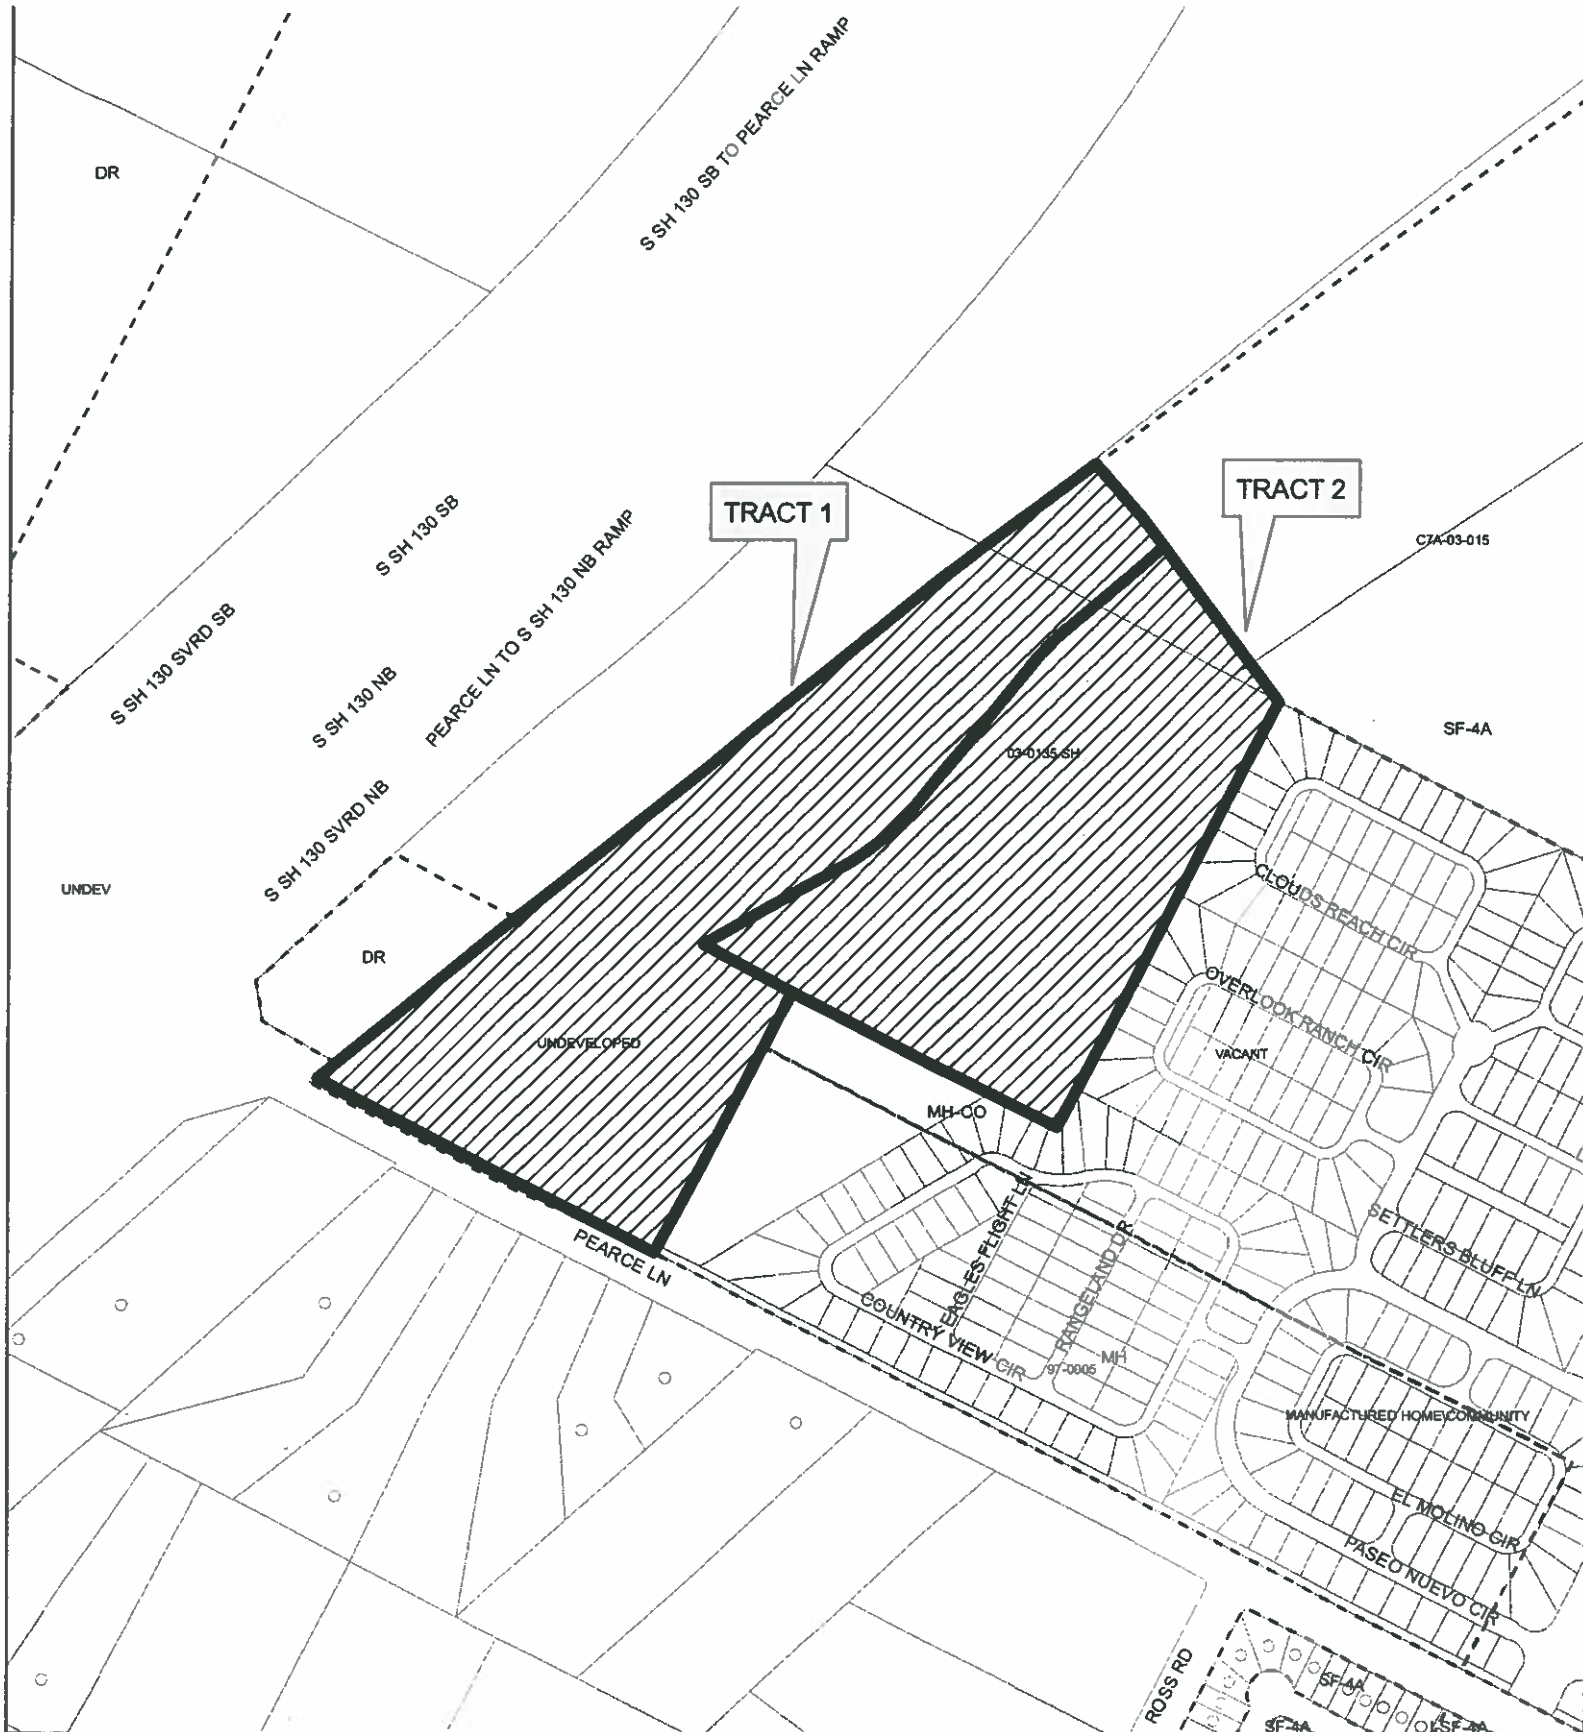 S SH 130 SB TO PEARCE LN RAMP
DR
TRACT 1
TRACT 2
S SH 130 SB
C7A-03-015
PEARCE LN TO S SH 130 NB RAMP
S SH 130 SVRD SB
S SH 130 NB
SF-4A
03-0135.SH
S SH 130 SVRD NB
UNDEV
CLOUDS REACH CIR
DR
OVERLOOK RANCH CIR
UNDEVELOPED
VACANT
MH-CO
PEARCE LN
EAGLES FLIGHT LN
RANGELAND DR
SETTLERS BLUFF LN
COUNTRY VIEW CIR
MH
97-0005
MANUFACTURED HOME COMMUNITY
EL MOLINO CIR
PASEO NUEVO CIR
ROSS RD
SF-4A
SF-4A
SF-4A